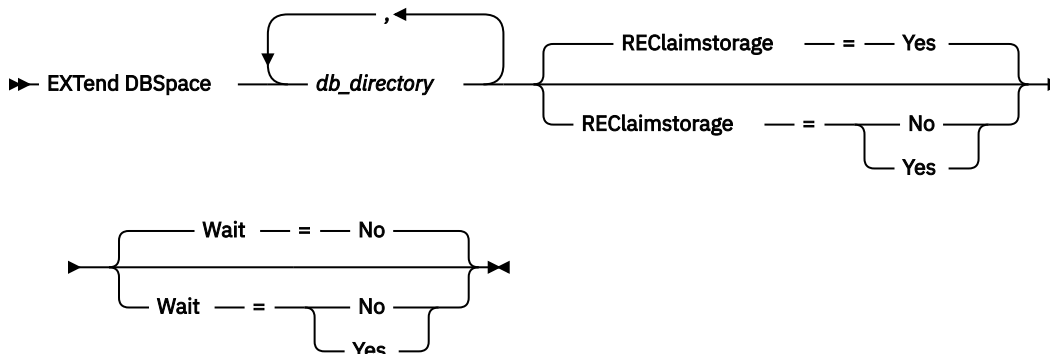 ,
REClaimstorage = Yes
EXTend DBSpace db_directory
REClaimstorage = No
Yes
Wait = No
Wait = No
Yes